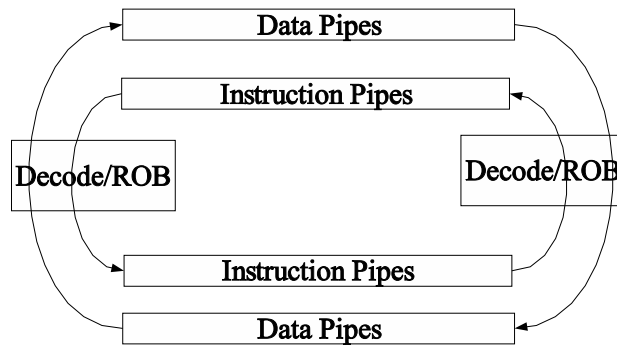 Data Pipes
Instruction Pipes
Decode/ROB
Decode/ROB
Instruction Pipes
Data Pipes